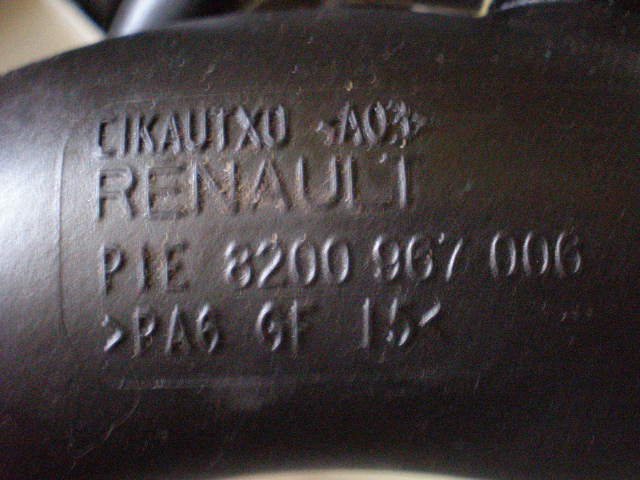 CIKAUTXO <A03>
RENAULT
PIE 8200 967 006
>PA6 GF 15<